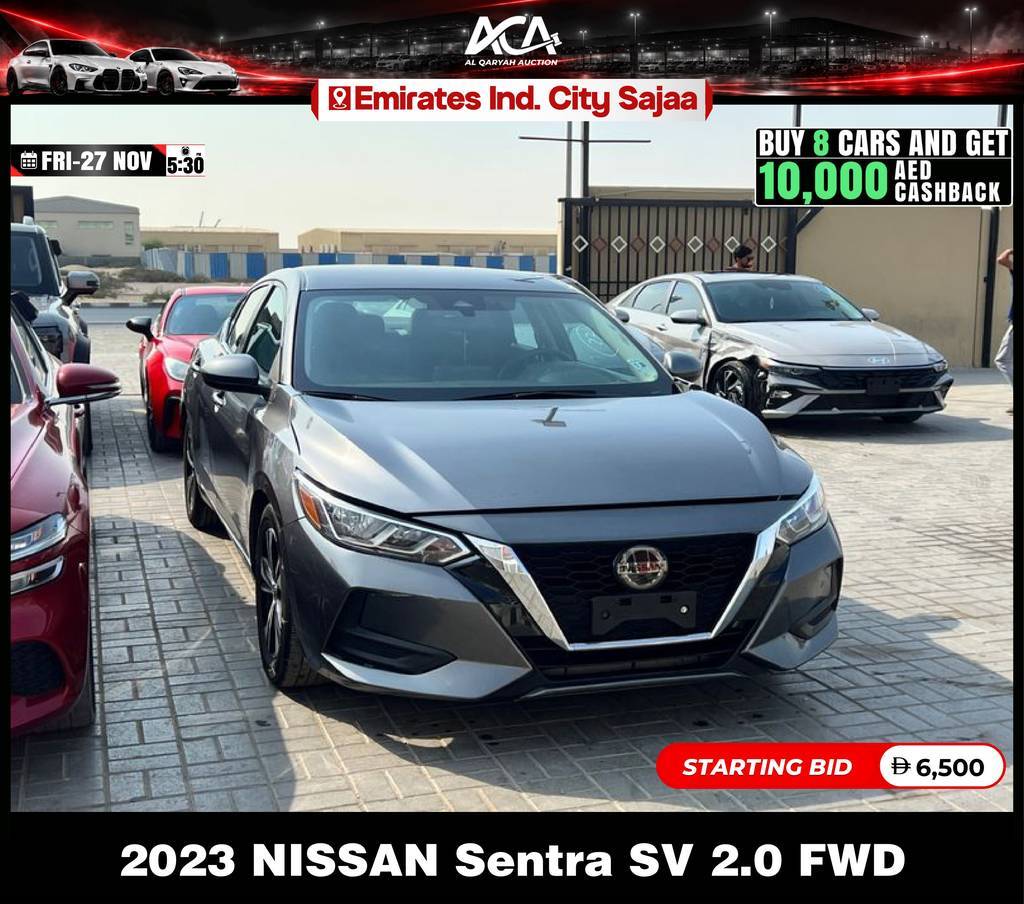 ACA
AL QARYAH AUCTION
Emirates Ind. City Sajaa
FRI-27 NOV 5:30
BUY 8 CARS AND GET
10,000 AED CASHBACK
NISSAN
STARTING BID 6,500
2023 NISSAN Sentra SV 2.0 FWD